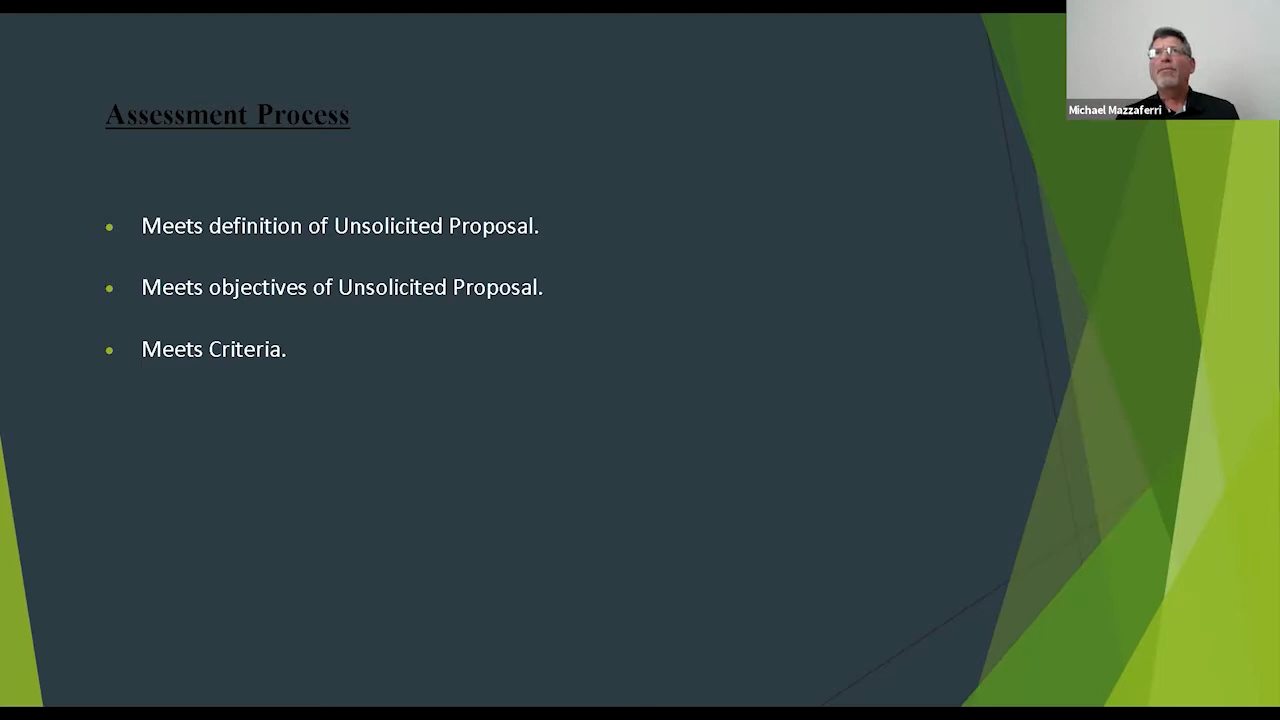 Assessment Process
Meets definition of Unsolicited Proposal.
Meets objectives of Unsolicited Proposal.
Meets Criteria.
Michael Mazzaferri